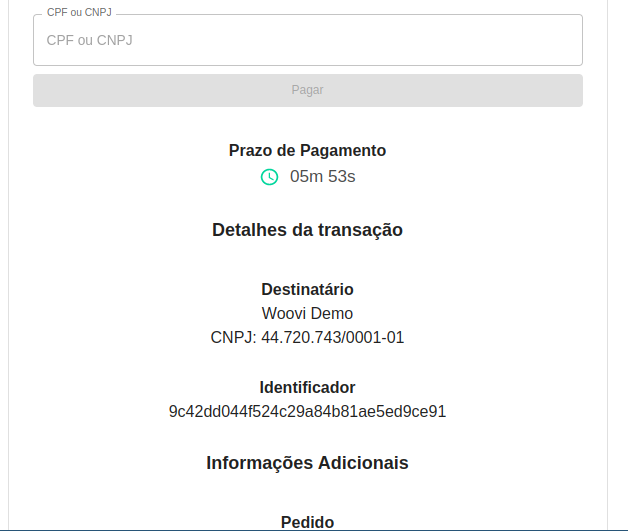 CPF ou CNPJ
CPF ou CNPJ
Pagar
Prazo de Pagamento
05m 53s
Detalhes da transação
Destinatário
Woovi Demo
CNPJ: 44.720.743/0001-01
Identificador
9c42dd044f524c29a84b81ae5ed9ce91
Informações Adicionais
Pedido